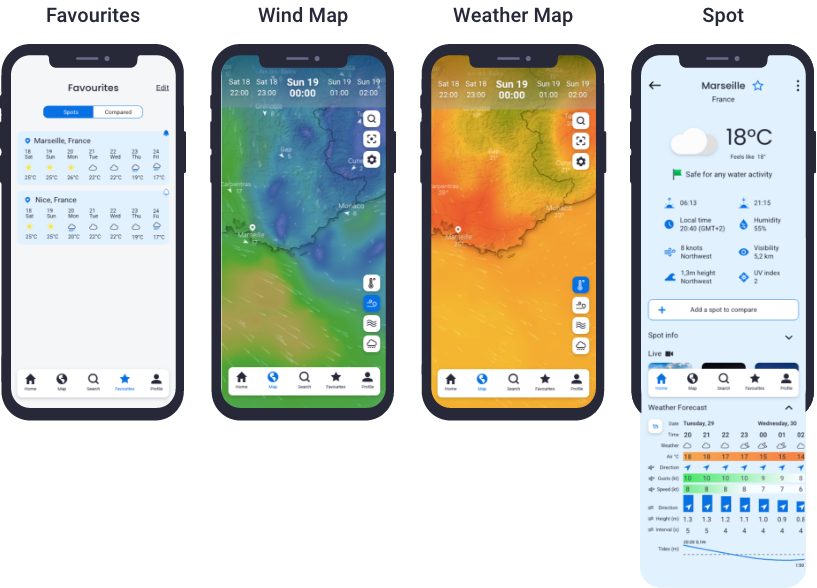 Favourites
Wind Map
Weather Map
Spot
Favourites
Edit
Spots Compared
Marseille, France
18 19 20 21 22 23 24
Sat Sun Mon Tue Wed Thu Fri
25°C 25°C 26°C 22°C 22°C 19°C 17°C
Nice, France
18 19 20 21 22 23 24
Sat Sun Mon Tue Wed Thu Fri
25°C 25°C 20°C 22°C 22°C 19°C 17°C
Home Map Search Favourites Profile
Sat 18 Sat 18 Sun 19 Sun 19 Sun 19
22:00 23:00 00:00 01:00 02:00
Grenoble
8
Gap
6
Carpentras
17
Monaco
8
Marseille
17
Home Map Search Favourites Profile
Sat 18 Sat 18 Sun 19 Sun 19 Sun 19
22:00 23:00 00:00 01:00 02:00
Gap
Monaco
Marseille
Home Map Search Favourites Profile
Marseille
France
18°C
Feels like 18°
Safe for any water activity
06:13 21:15
Local time
20:40 (GMT+2)
Humidity
55%
8 knots
Northwest
Visibility
5,2 km
1,3m height
Northwest
UV index
2
+ Add a spot to compare
Spot info
Live
Home Map Search Favourites Profile
Weather Forecast
1h
Date Tuesday, 29 Wednesday, 30
Time 20 21 22 23 00 01 02
Weather
Air °C 18 18 17 17 15 15 14
Direction
Gusts (kt) 10 10 10 10 9 9 8
Speed (kt) 8 8 8 8 7 7 6
Direction
Height (m) 1.3 1.3 1.2 1.1 1.0 0.9 0.8
Interval (s) 5 5 4 4 4 4 4
Tides (m)